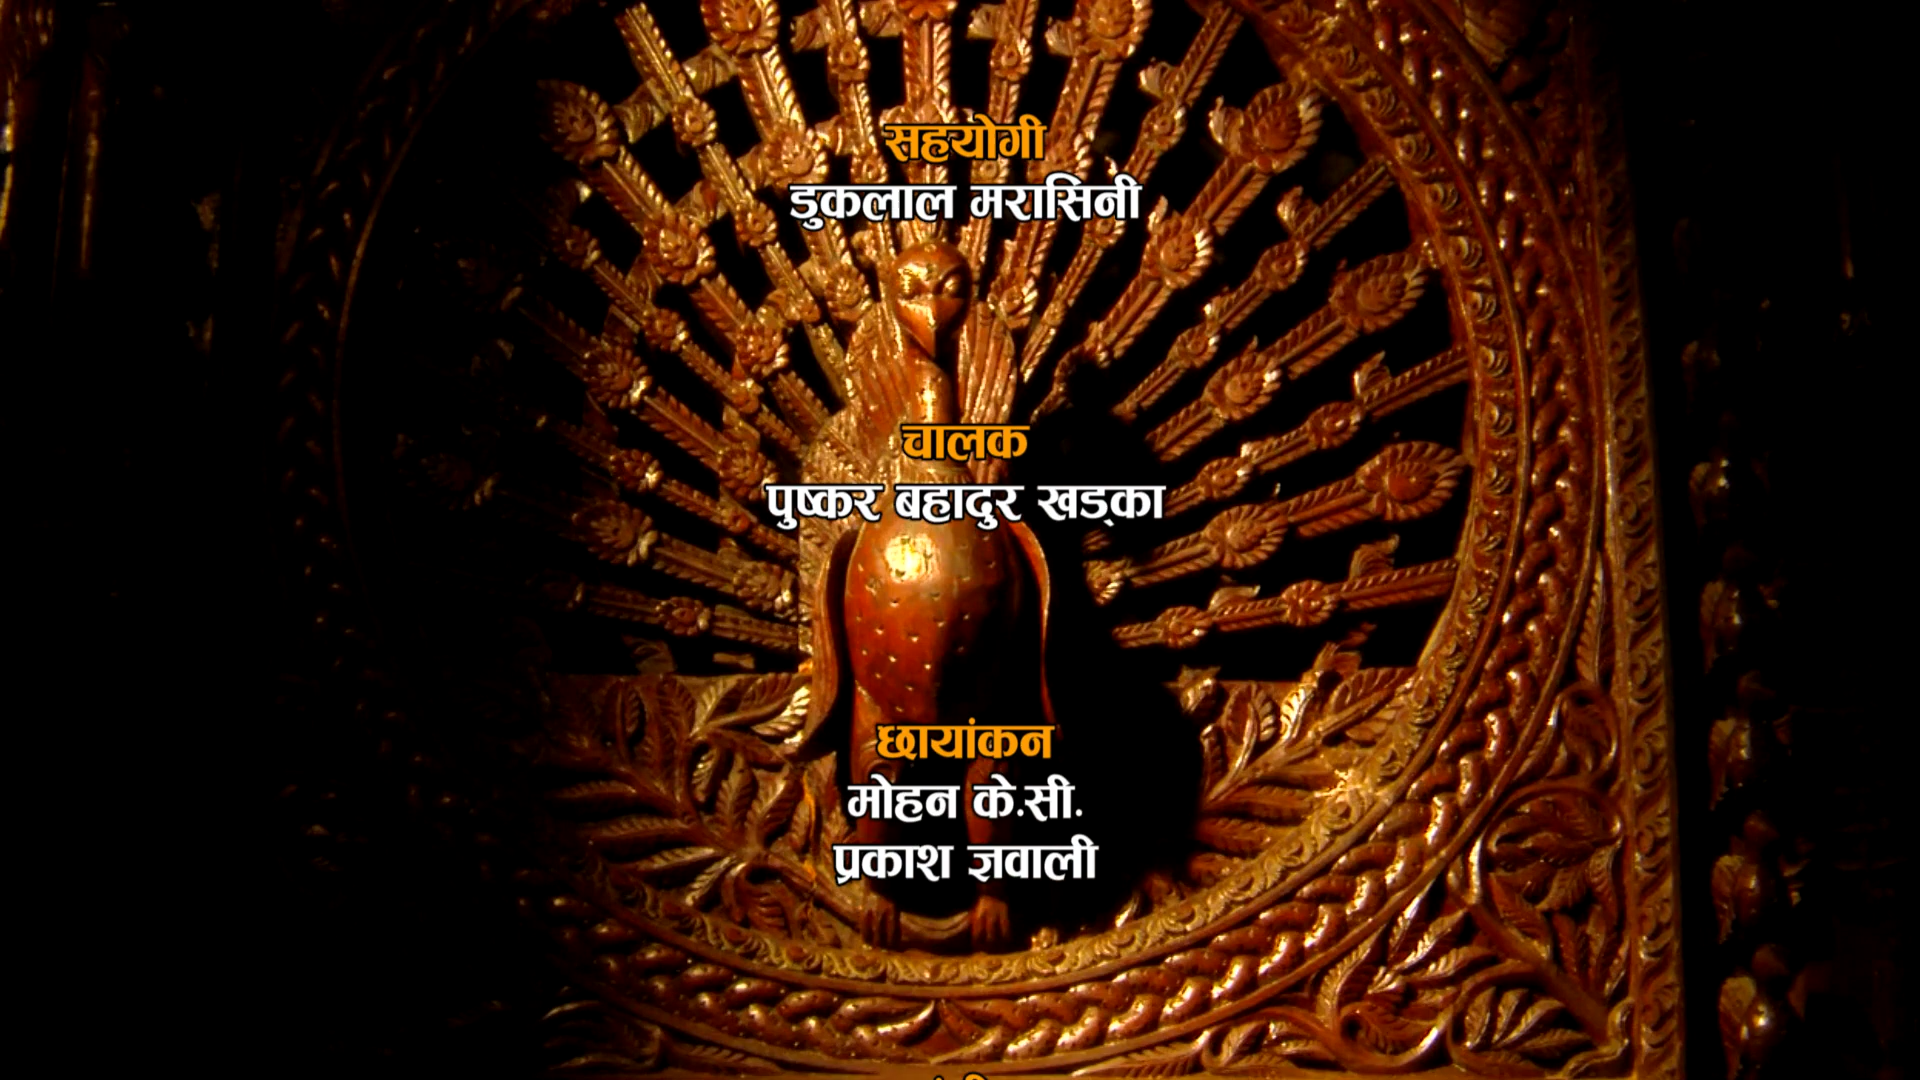 सहयोगी
डुकलाल मरासिनी
चालक
पुष्कर बहादुर खड्का
छायांकन
मोहन के.सी.
प्रकाश ज्ञवाली